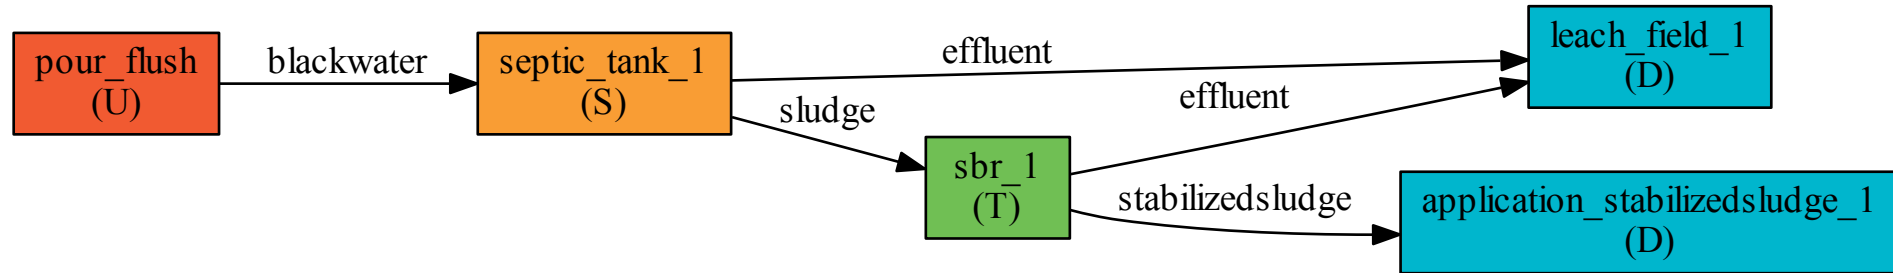 pour_flush
(U)
blackwater
septic_tank_1
(S)
effluent
sludge
leach_field_1
(D)
effluent
sbr_1
(T)
stabilizedsludge
application_stabilizedsludge_1
(D)